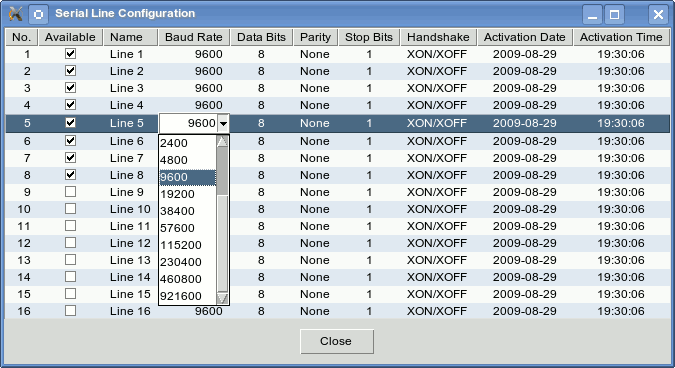 Serial Line Configuration
No. Available Name Baud Rate Data Bits Parity Stop Bits Handshake Activation Date Activation Time
1 Line 1 9600 8 None 1 XON/XOFF 2009-08-29 19:30:06
2 Line 2 9600 8 None 1 XON/XOFF 2009-08-29 19:30:06
3 Line 3 9600 8 None 1 XON/XOFF 2009-08-29 19:30:06
4 Line 4 9600 8 None 1 XON/XOFF 2009-08-29 19:30:06
5 Line 5 9600 8 None 1 XON/XOFF 2009-08-29 19:30:06
6 Line 6 2400 8 None 1 XON/XOFF 2009-08-29 19:30:06
7 Line 7 4800 8 None 1 XON/XOFF 2009-08-29 19:30:06
8 Line 8 9600 8 None 1 XON/XOFF 2009-08-29 19:30:06
9 Line 9 19200 8 None 1 XON/XOFF 2009-08-29 19:30:06
10 Line 10 38400 8 None 1 XON/XOFF 2009-08-29 19:30:06
11 Line 11 57600 8 None 1 XON/XOFF 2009-08-29 19:30:06
12 Line 12 115200 8 None 1 XON/XOFF 2009-08-29 19:30:06
13 Line 13 230400 8 None 1 XON/XOFF 2009-08-29 19:30:06
14 Line 14 460800 8 None 1 XON/XOFF 2009-08-29 19:30:06
15 Line 15 921600 8 None 1 XON/XOFF 2009-08-29 19:30:06
16 Line 16 9600 8 None 1 XON/XOFF 2009-08-29 19:30:06
Close